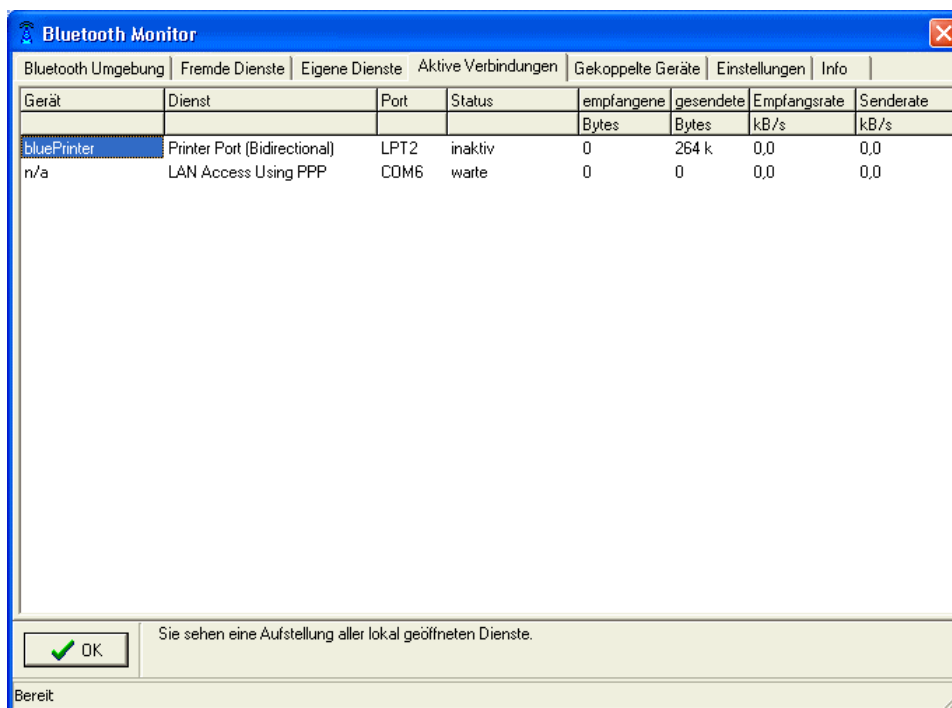 Bluetooth Monitor
Bluetooth Umgebung Fremde Dienste Eigene Dienste Aktive Verbindungen Gekoppelte Geräte Einstellungen Info
Gerät Dienst Port Status empfangene gesendete Empfangsrate Senderate
Bytes Bytes kB/s kB/s
bluePrinter Printer Port (Bidirectional) LPT2 inaktiv 0 264 k 0,0 0,0
n/a LAN Access Using PPP COM6 warte 0 0 0,0 0,0
Sie sehen eine Aufstellung aller lokal geöffneten Dienste.
OK
Bereit